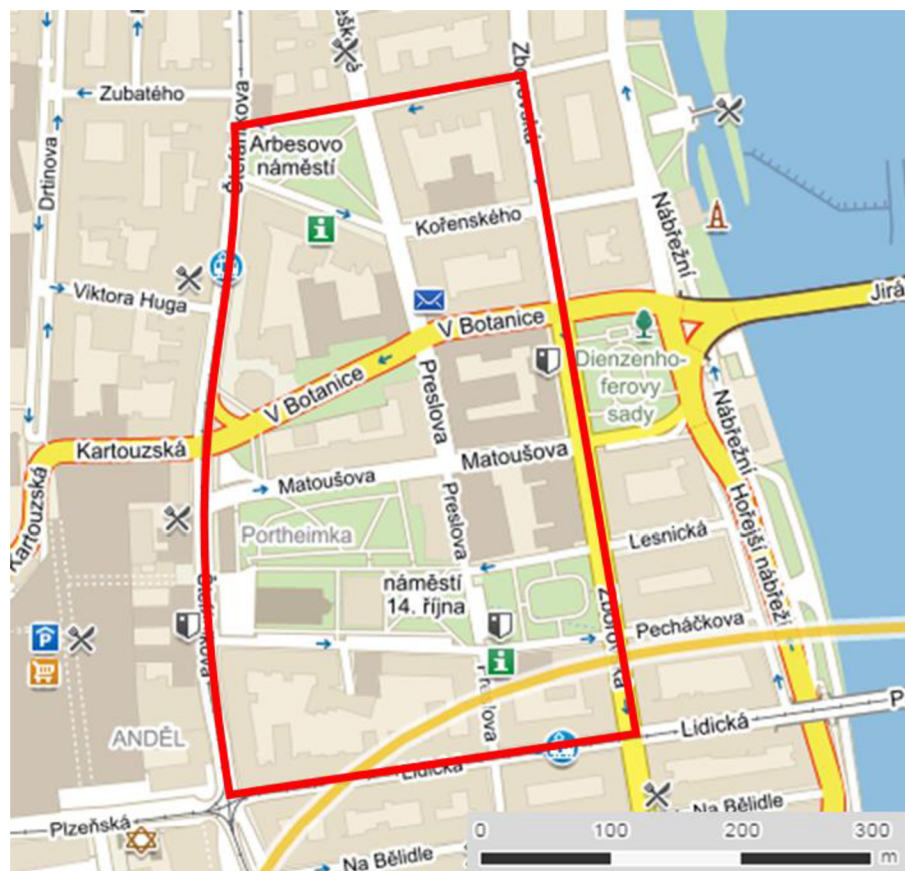 Zubatého
Drtinova
Arbesovo
náměstí
Kořenského
Nábřežní
Viktora Huga
V Botanice
Jirá
Dienzenho-
ferovy
sady
V Botanice
Preslova
Kartouzská
Kartouzská
Matoušova
Matoušova
Nábřežní
Portheimka
Preslova
Lesnická
Hořejší nábřeží
náměstí
14. října
Pecháčkova
P
ANDĚL
Lidická
P
Lidická
Plzeňská
Na Bělidle
Na Bělidle
0 100 200 300
m